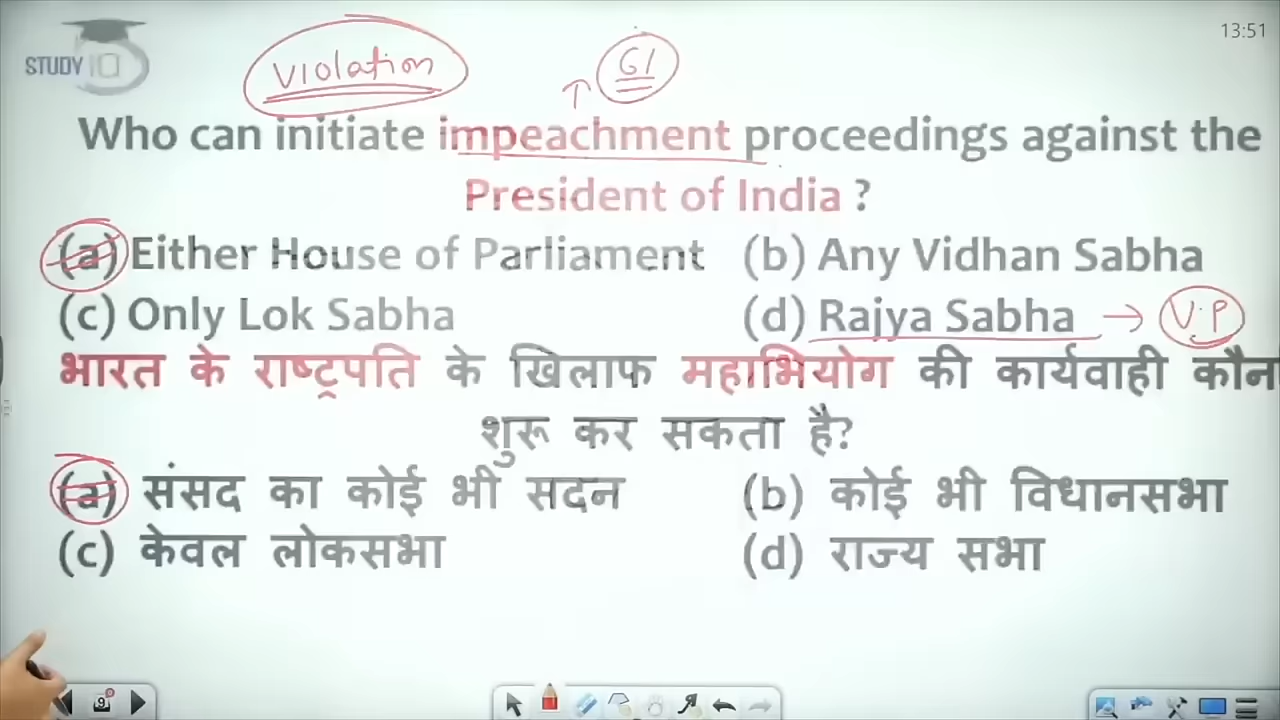 13:51
STUDY IQ
violation
61
Who can initiate impeachment proceedings against the
President of India ?
(a) Either House of Parliament (b) Any Vidhan Sabha
(c) Only Lok Sabha (d) Rajya Sabha → V.P
भारत के राष्ट्रपति के खिलाफ महाभियोग की कार्यवाही कौन
शुरू कर सकता है?
(a) संसद का कोई भी सदन (b) कोई भी विधानसभा
(c) केवल लोकसभा (d) राज्य सभा
9